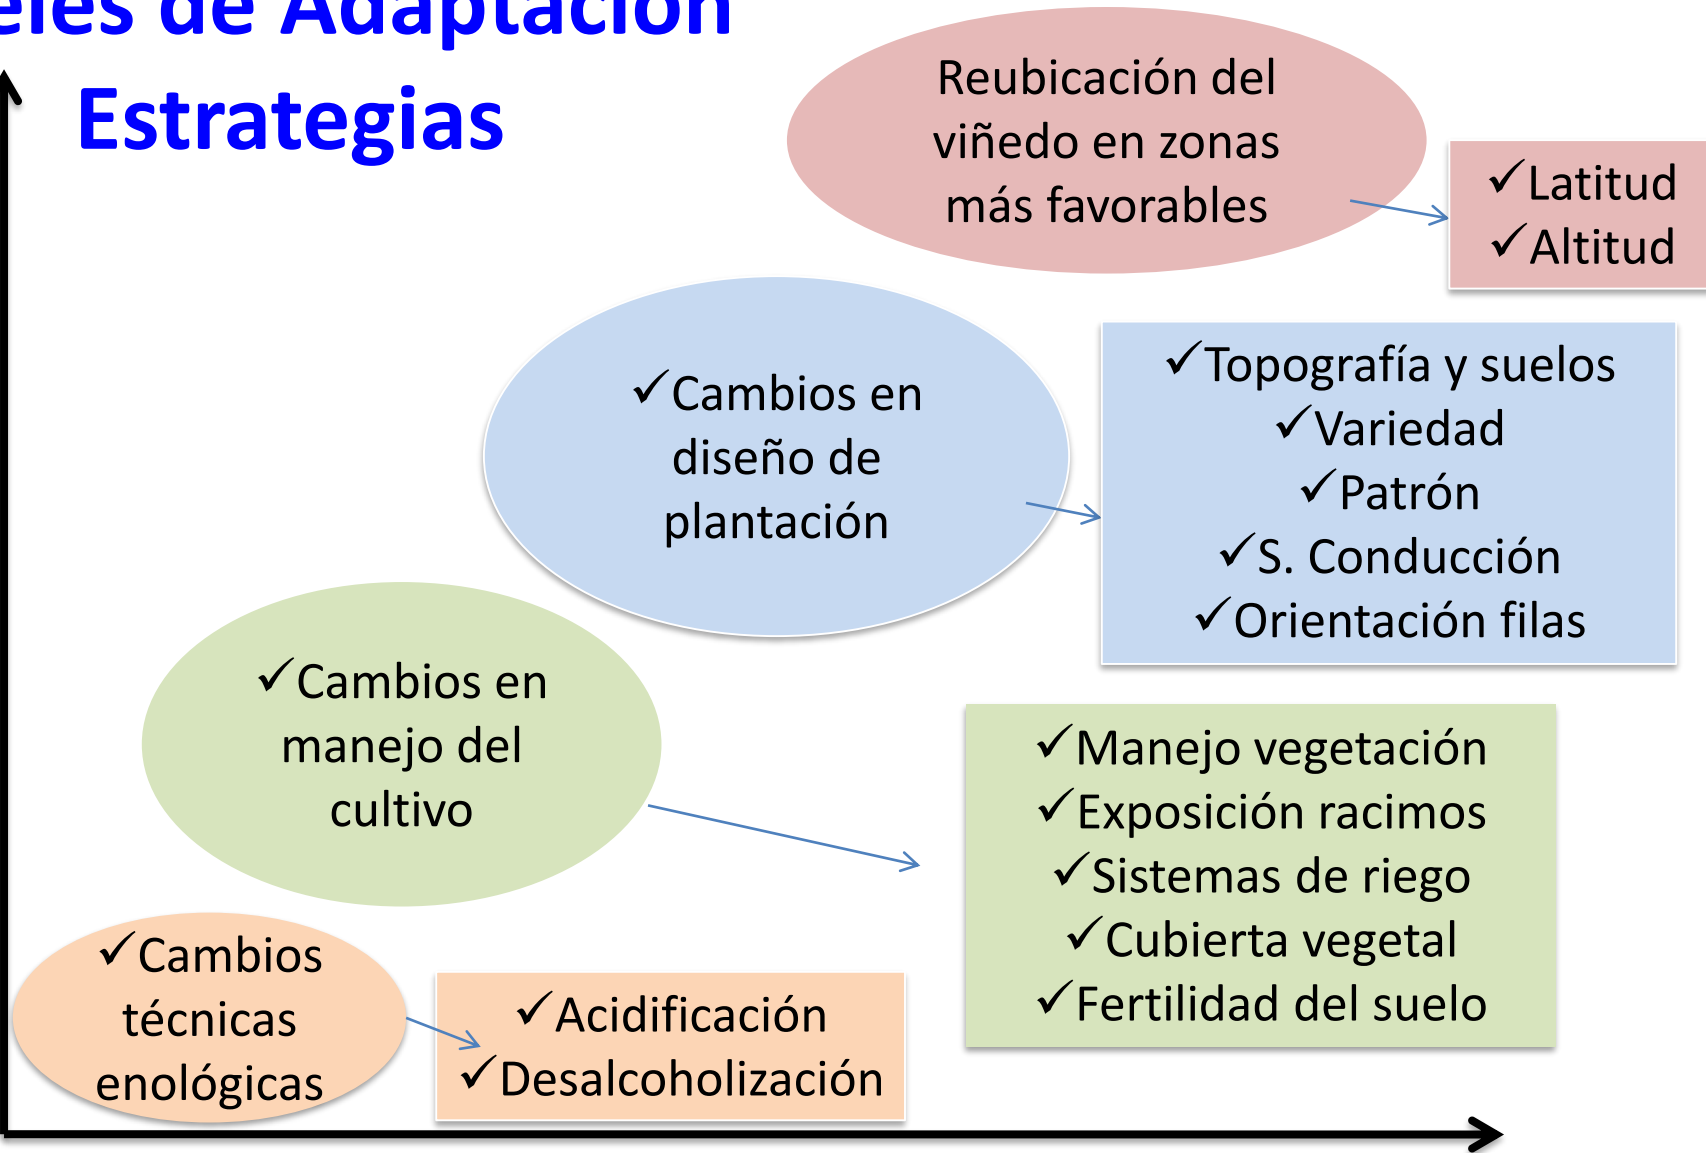 de Adaptación
Estrategias
Reubicación del
viñedo en zonas
más favorables
✓Latitud
✓Altitud
✓Cambios en
diseño de
plantación
✓Topografía y suelos
✓Variedad
✓Patrón
✓S. Conducción
✓Orientación filas
✓Cambios en
manejo del
cultivo
✓Manejo vegetación
✓Exposición racimos
✓Sistemas de riego
✓Cubierta vegetal
✓Fertilidad del suelo
✓Cambios
técnicas
enológicas
✓Acidificación
✓Desalcoholización